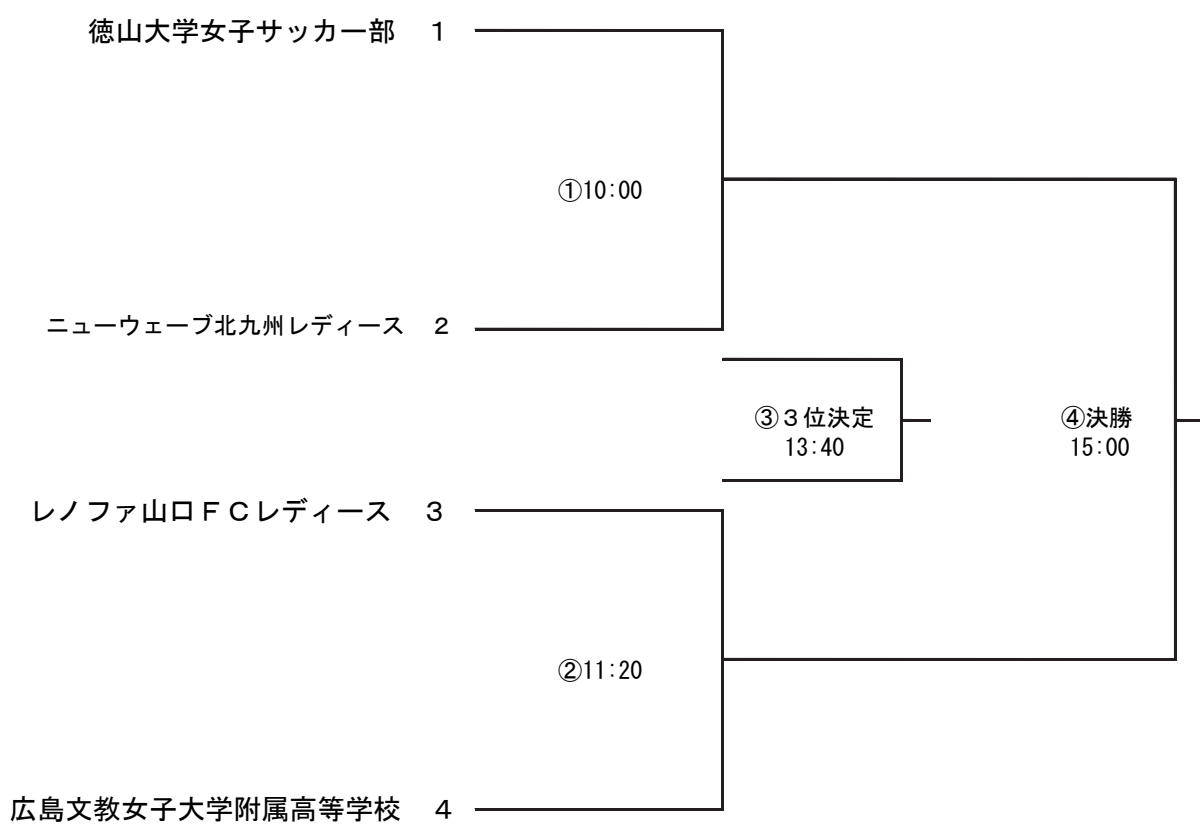 徳山大学女子サッカー部　1
①10:00
ニューウェーブ北九州レディース　2
③３位決定
13:40
④決勝
15:00
レノファ山口ＦＣレディース　3
②11:20
広島文教女子大学附属高等学校　4